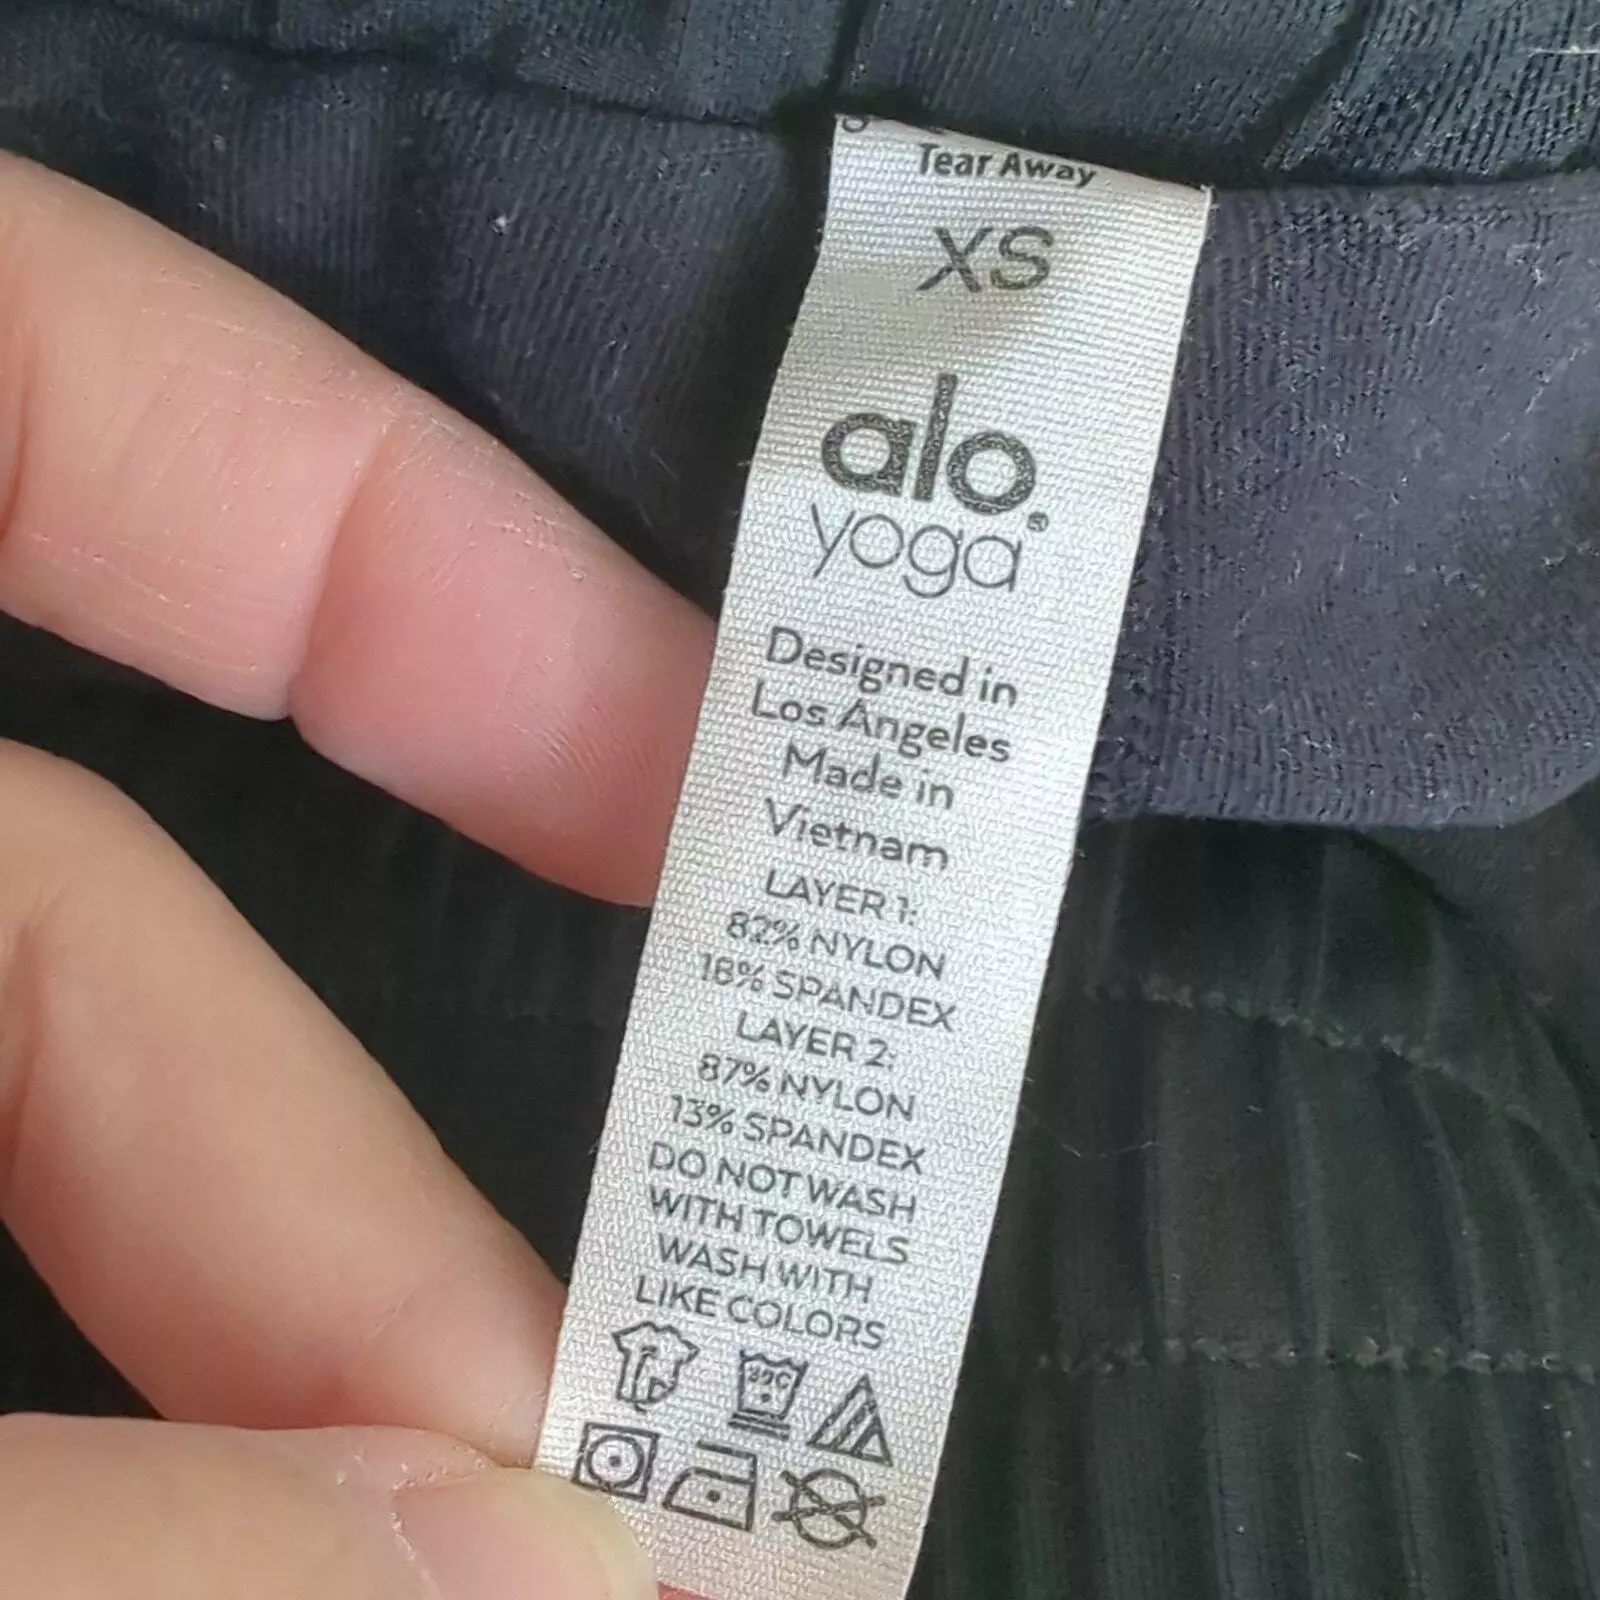 Tear Away
XS
alo
yoga®
Designed in
Los Angeles
Made in
Vietnam
LAYER 1:
82% NYLON
18% SPANDEX
LAYER 2:
87% NYLON
13% SPANDEX
DO NOT WASH
WITH TOWELS
WASH WITH
LIKE COLORS